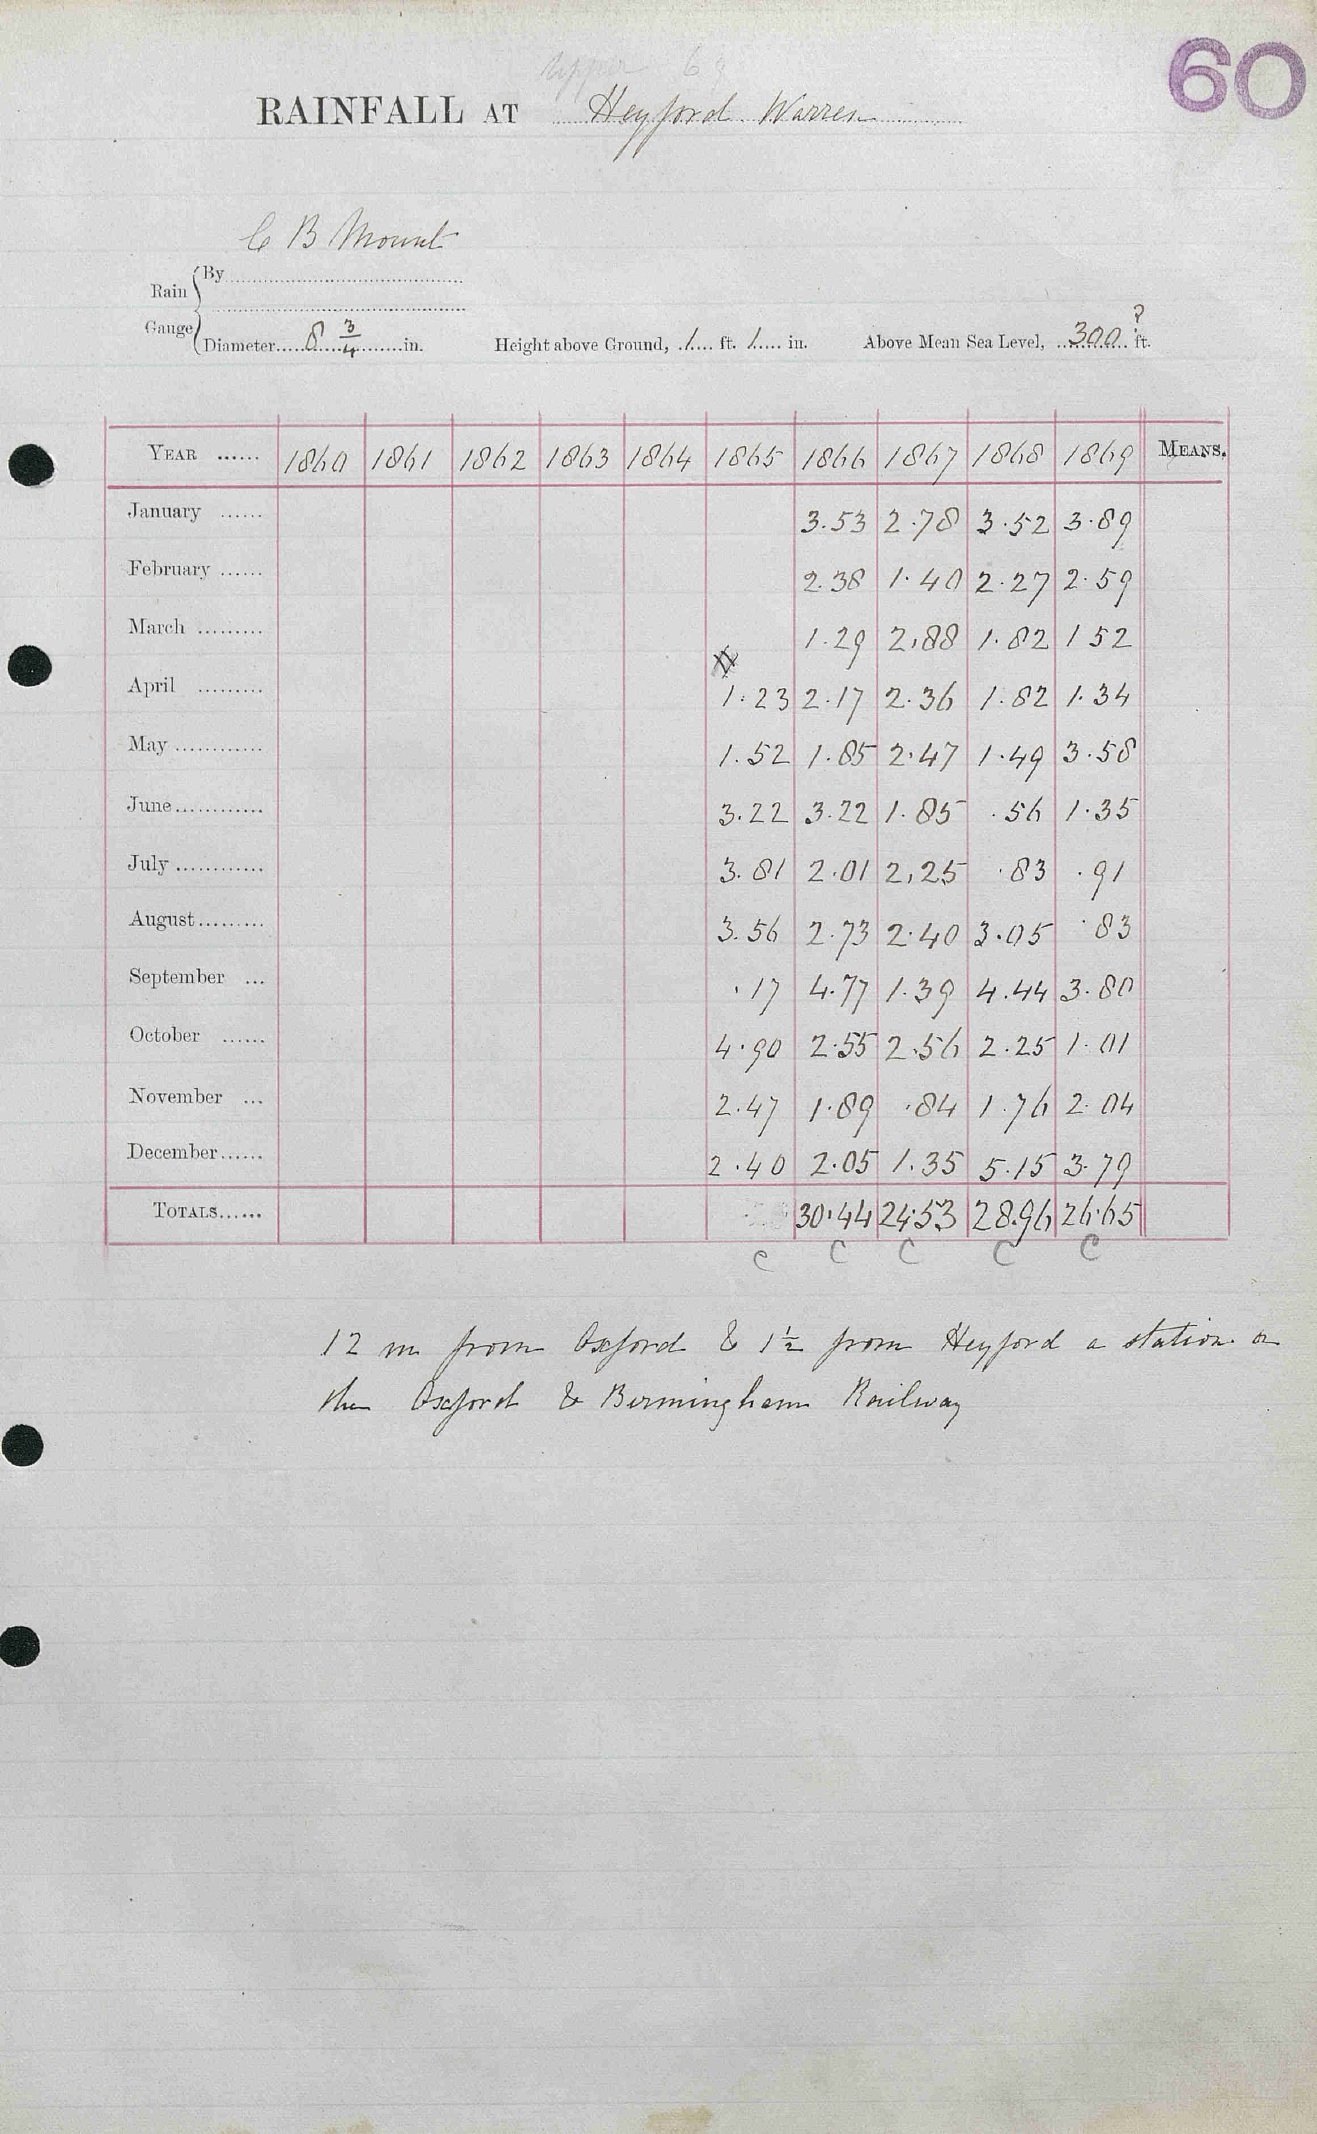 60
Upper
RAINFALL AT Heyford Warren
C B Mount
Rain Gauge { By
Diameter 8 3/4 in. Height above Ground, 1 ft. 1 in. Above Mean Sea Level, 300? ft.
YEAR ...... 1860 1861 1862 1863 1864 1865 1866 1867 1868 1869 MEANS.
January ...... 3.53 2.78 3.52 3.89
February ...... 2.38 1.40 2.27 2.59
March ......... 1.29 2.88 1.82 1 52
April ......... 1.23 2.17 2.36 1.82 1.34
May ............ 1.52 1.85 2.47 1.49 3.58
June ............ 3.22 3.22 1.85 .56 1.35
July ............ 3.81 2.01 2.25 .83 .91
August ......... 3.56 2.73 2.40 3.05 .83
September ... .17 4.77 1.39 4.44 3.80
October ...... 4.90 2.55 2.56 2.25 1.01
November ... 2.47 1.89 .84 1.76 2.04
December ...... 2.40 2.05 1.35 5.15 3.79
TOTALS ...... 30.44 24.53 28.96 26.65
C C C C C
12 m from Oxford & 1½ from Heyford a station on
the Oxford & Birmingham Railway